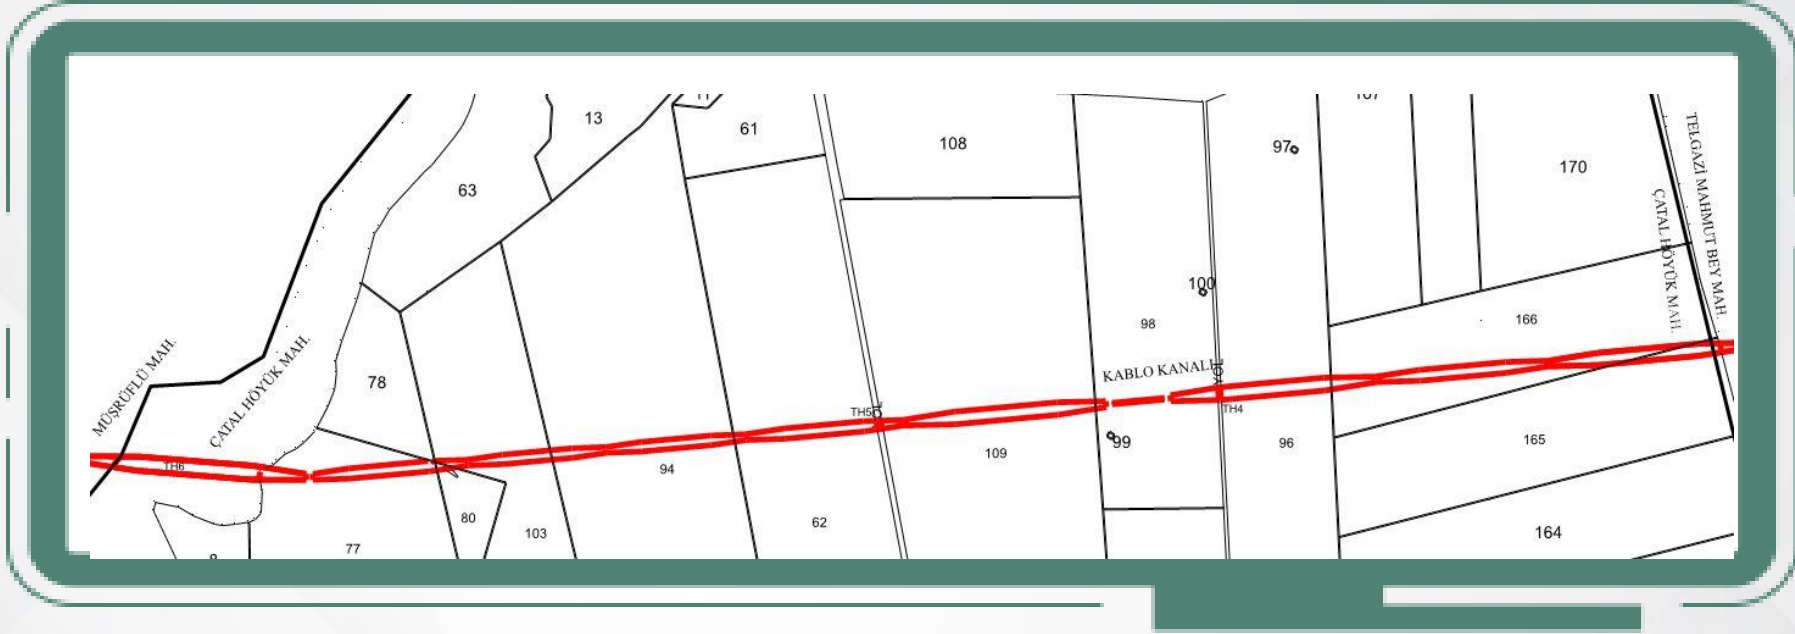 13
61
108
97
170
63
TELGAZİ MAHMUT BEY MAH.
ÇATAL HÖYÜK MAH.
100
98
166
MÜŞRÜFLÜ MAH.
ÇATAL HÖYÜK MAH.
78
KABLO KANALI
YOL
TH5
TH4
99
109
96
165
TH6
94
80
103
62
77
164